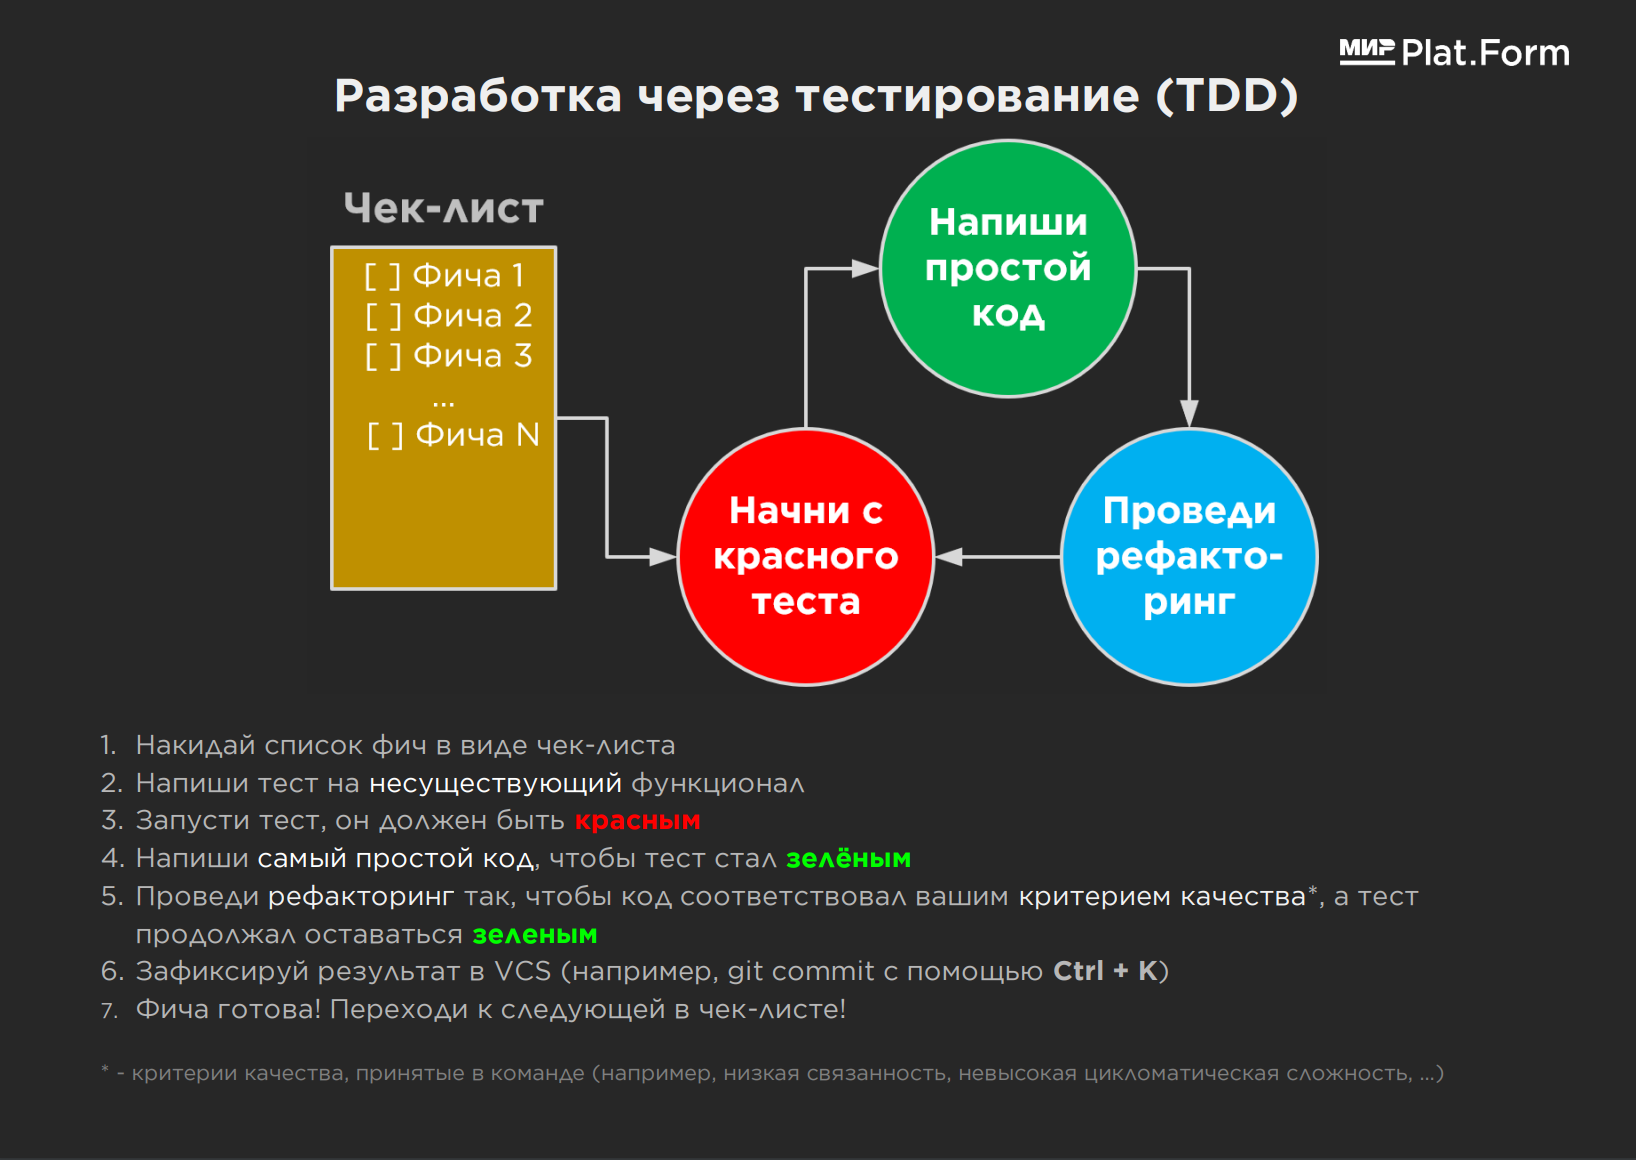 МИР Plat.Form
Разработка через тестирование (TDD)
Чек-лист
[ ] Фича 1
[ ] Фича 2
[ ] Фича 3
...
[ ] Фича N
Напиши
простой
код
Начни с
красного
теста
Проведи
рефакто-
ринг
1. Накидай список фич в виде чек-листа
2. Напиши тест на несуществующий функционал
3. Запусти тест, он должен быть красным
4. Напиши самый простой код, чтобы тест стал зелёным
5. Проведи рефакторинг так, чтобы код соответствовал вашим критерием качества*, а тест
продолжал оставаться зеленым
6. Зафиксируй результат в VCS (например, git commit с помощью Ctrl + K)
7. Фича готова! Переходи к следующей в чек-листе!
* - критерии качества, принятые в команде (например, низкая связанность, невысокая цикломатическая сложность, ...)